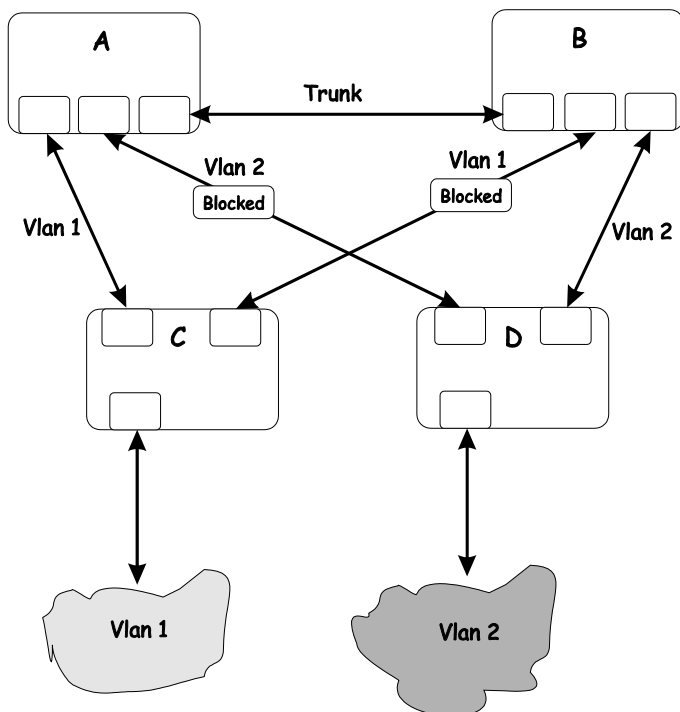 A
B
Trunk
Vlan 2
Vlan 1
Blocked
Blocked
Vlan 1
Vlan 2
C
D
Vlan 1
Vlan 2